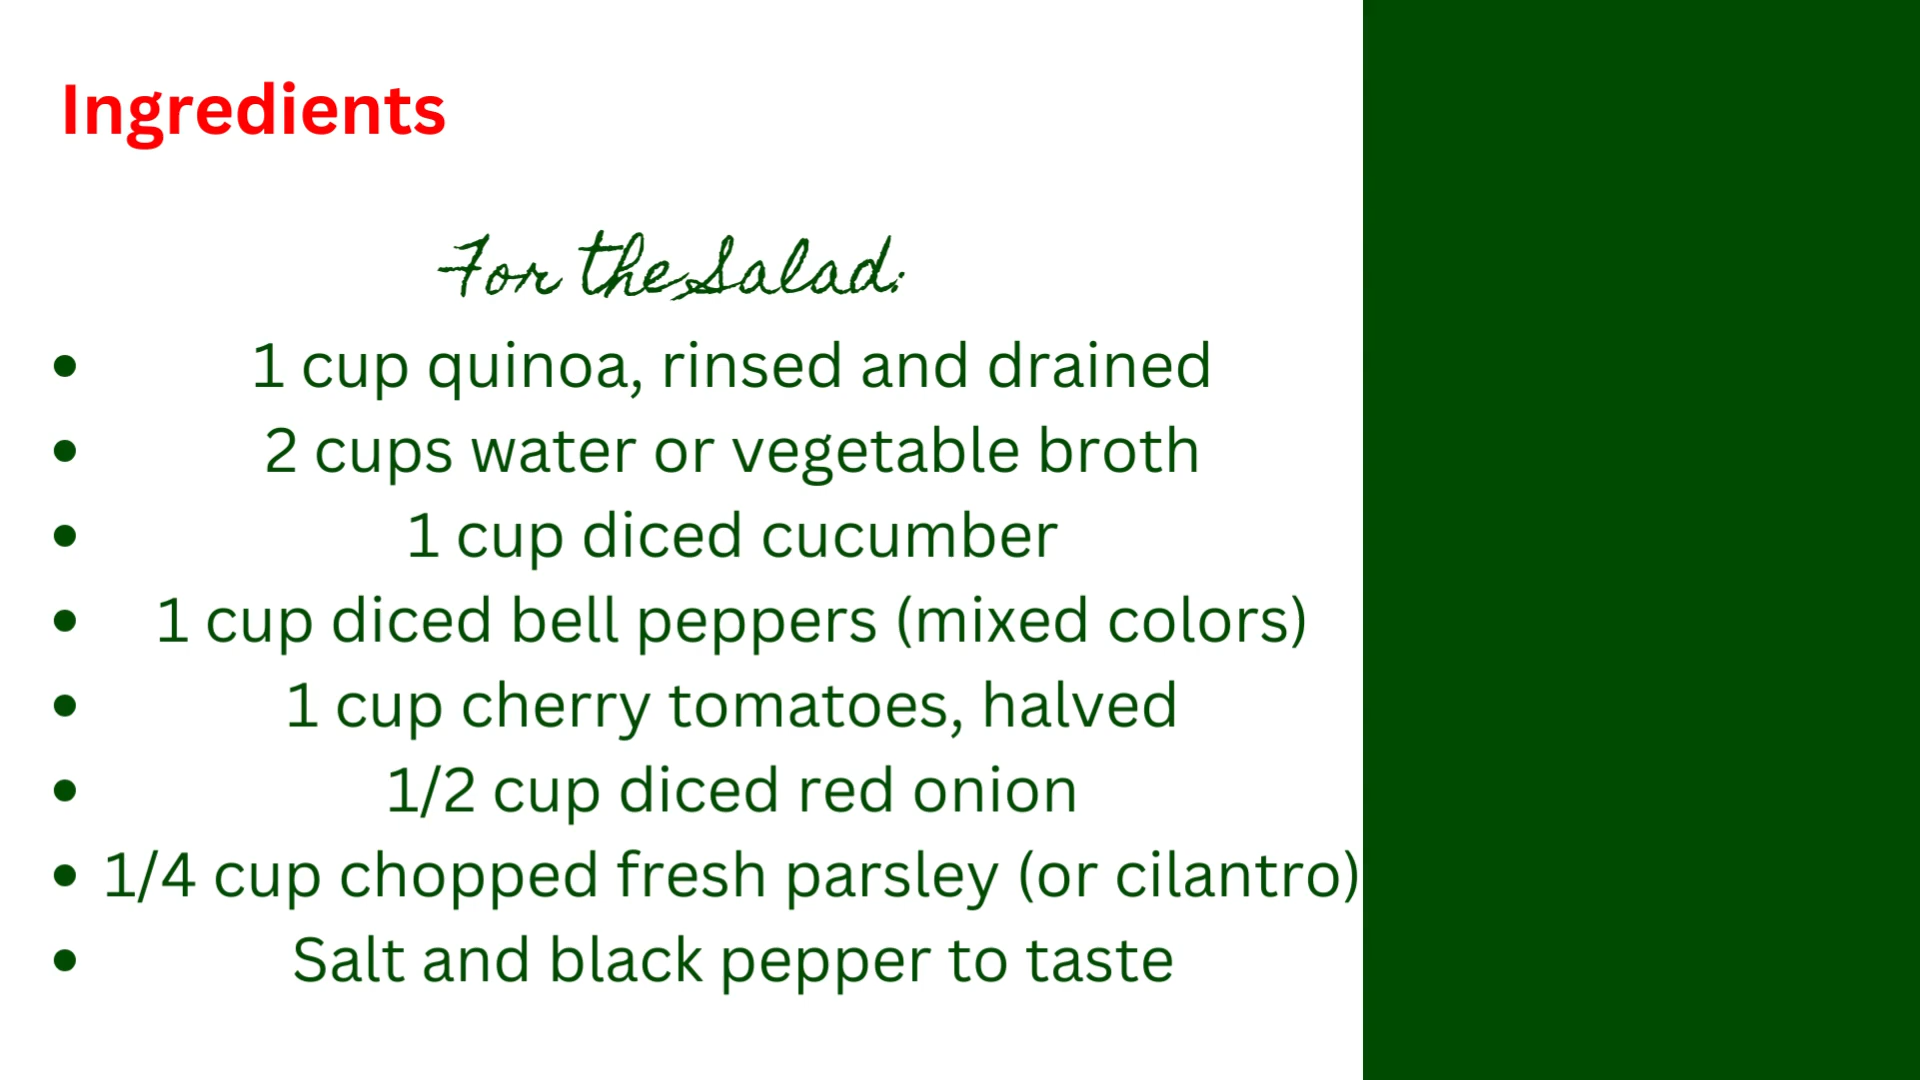 Ingredients
For the Salad:
• 1 cup quinoa, rinsed and drained
• 2 cups water or vegetable broth
• 1 cup diced cucumber
• 1 cup diced bell peppers (mixed colors)
• 1 cup cherry tomatoes, halved
• 1/2 cup diced red onion
• 1/4 cup chopped fresh parsley (or cilantro)
• Salt and black pepper to taste